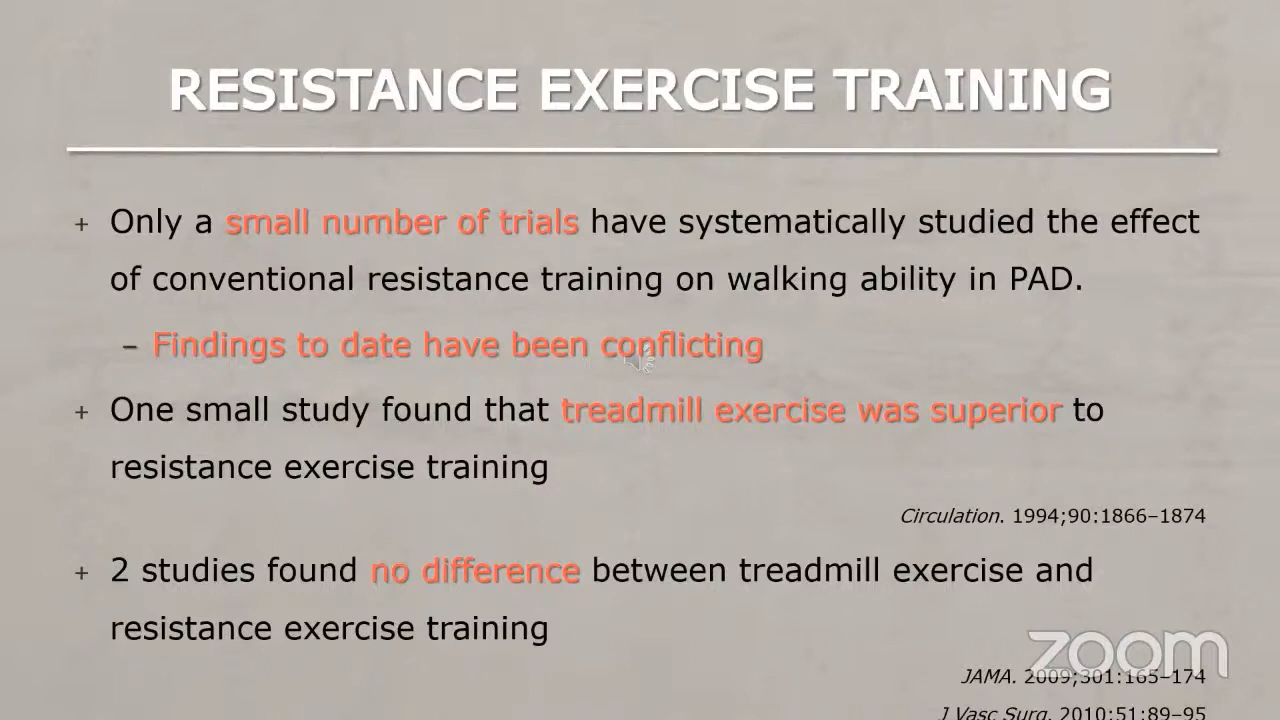 RESISTANCE EXERCISE TRAINING
+ Only a small number of trials have systematically studied the effect
of conventional resistance training on walking ability in PAD.
– Findings to date have been conflicting
+ One small study found that treadmill exercise was superior to
resistance exercise training
Circulation. 1994;90:1866–1874
+ 2 studies found no difference between treadmill exercise and
resistance exercise training
zoom
JAMA. 2009;301:165–174
J Vasc Surg. 2010;51:89–95